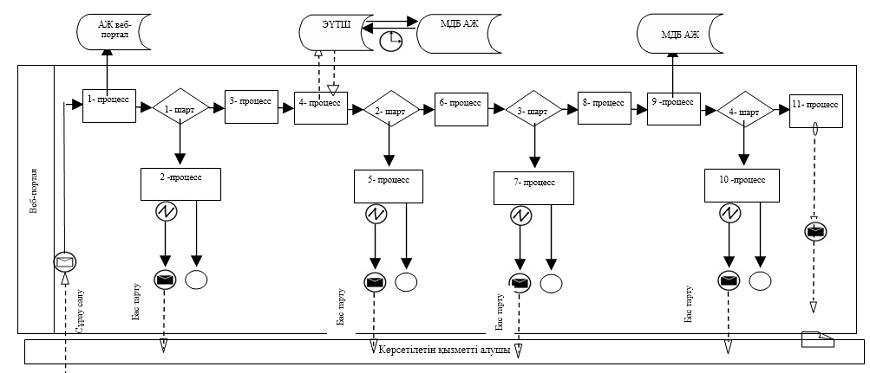 АЖ веб-
портал
ЭҮТШ
МДБ АЖ
МДБ АЖ
1- процесс
1- шарт
3- процесс
4- процесс
2- шарт
6- процесс
3- шарт
8- процесс
9 -процесс
4- шарт
11- процесс
2 -процесс
5- процесс
7- процесс
10 -процесс
Веб-портал
Сұрау салу
Бас тарту
Бас тарту
Бас тарту
Бас тарту
Көрсетілетін қызметті алушы